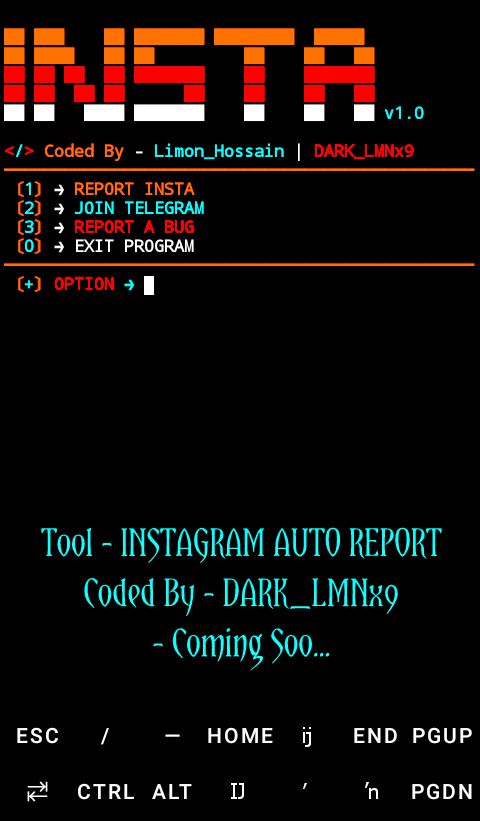 INSTA v1.0
</> Coded By - Limon_Hossain | DARK_LMNx9
[1] → REPORT INSTA
[2] → JOIN TELEGRAM
[3] → REPORT A BUG
[0] → EXIT PROGRAM
[+] OPTION →
Tool - INSTAGRAM AUTO REPORT
Coded By - DARK_LMNx9
- Coming Soo...
ESC / — HOME ĳ END PGUP
⇄ CTRL ALT Ĳ ′ ŉ PGDN